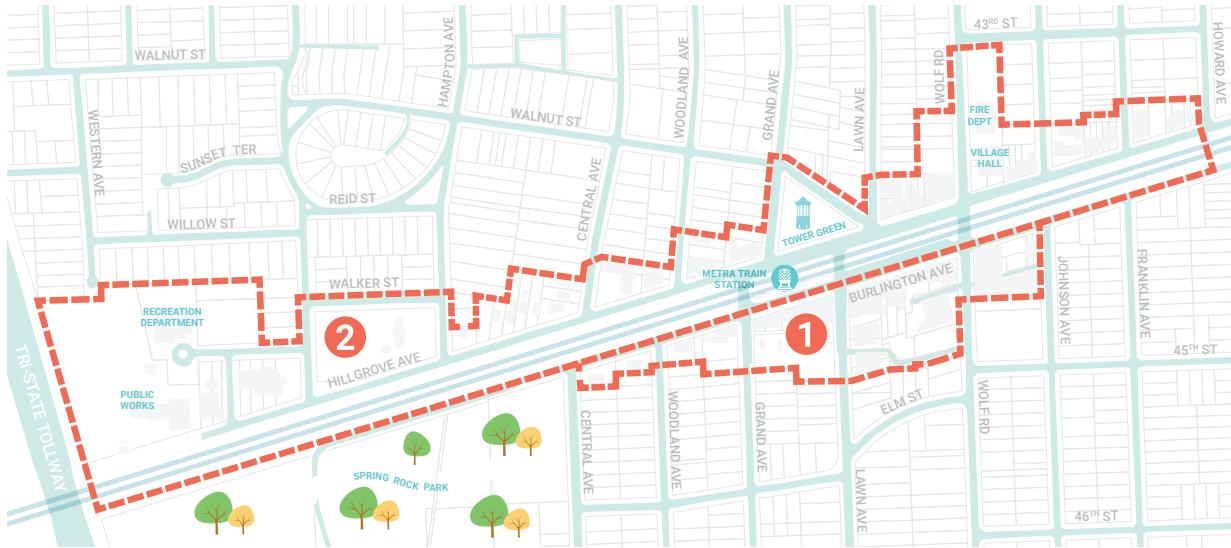 43RD ST
WALNUT ST
HAMPTON AVE
WOODLAND AVE
GRAND AVE
LAWN AVE
WOLF RD
HOWARD AVE
WESTERN AVE
WALNUT ST
FIRE
DEPT
SUNSET TER
VILLAGE
HALL
REID ST
CENTRAL AVE
WILLOW ST
TOWER GREEN
WALKER ST
METRA TRAIN
STATION
BURLINGTON AVE
JOHNSON AVE
FRANKLIN AVE
RECREATION
DEPARTMENT
2
1
45TH ST
HILLGROVE AVE
TRI-STATE TOLLWAY
PUBLIC
WORKS
ELM ST
CENTRAL AVE
WOODLAND AVE
GRAND AVE
WOLF RD
SPRING ROCK PARK
LAWN AVE
46TH ST